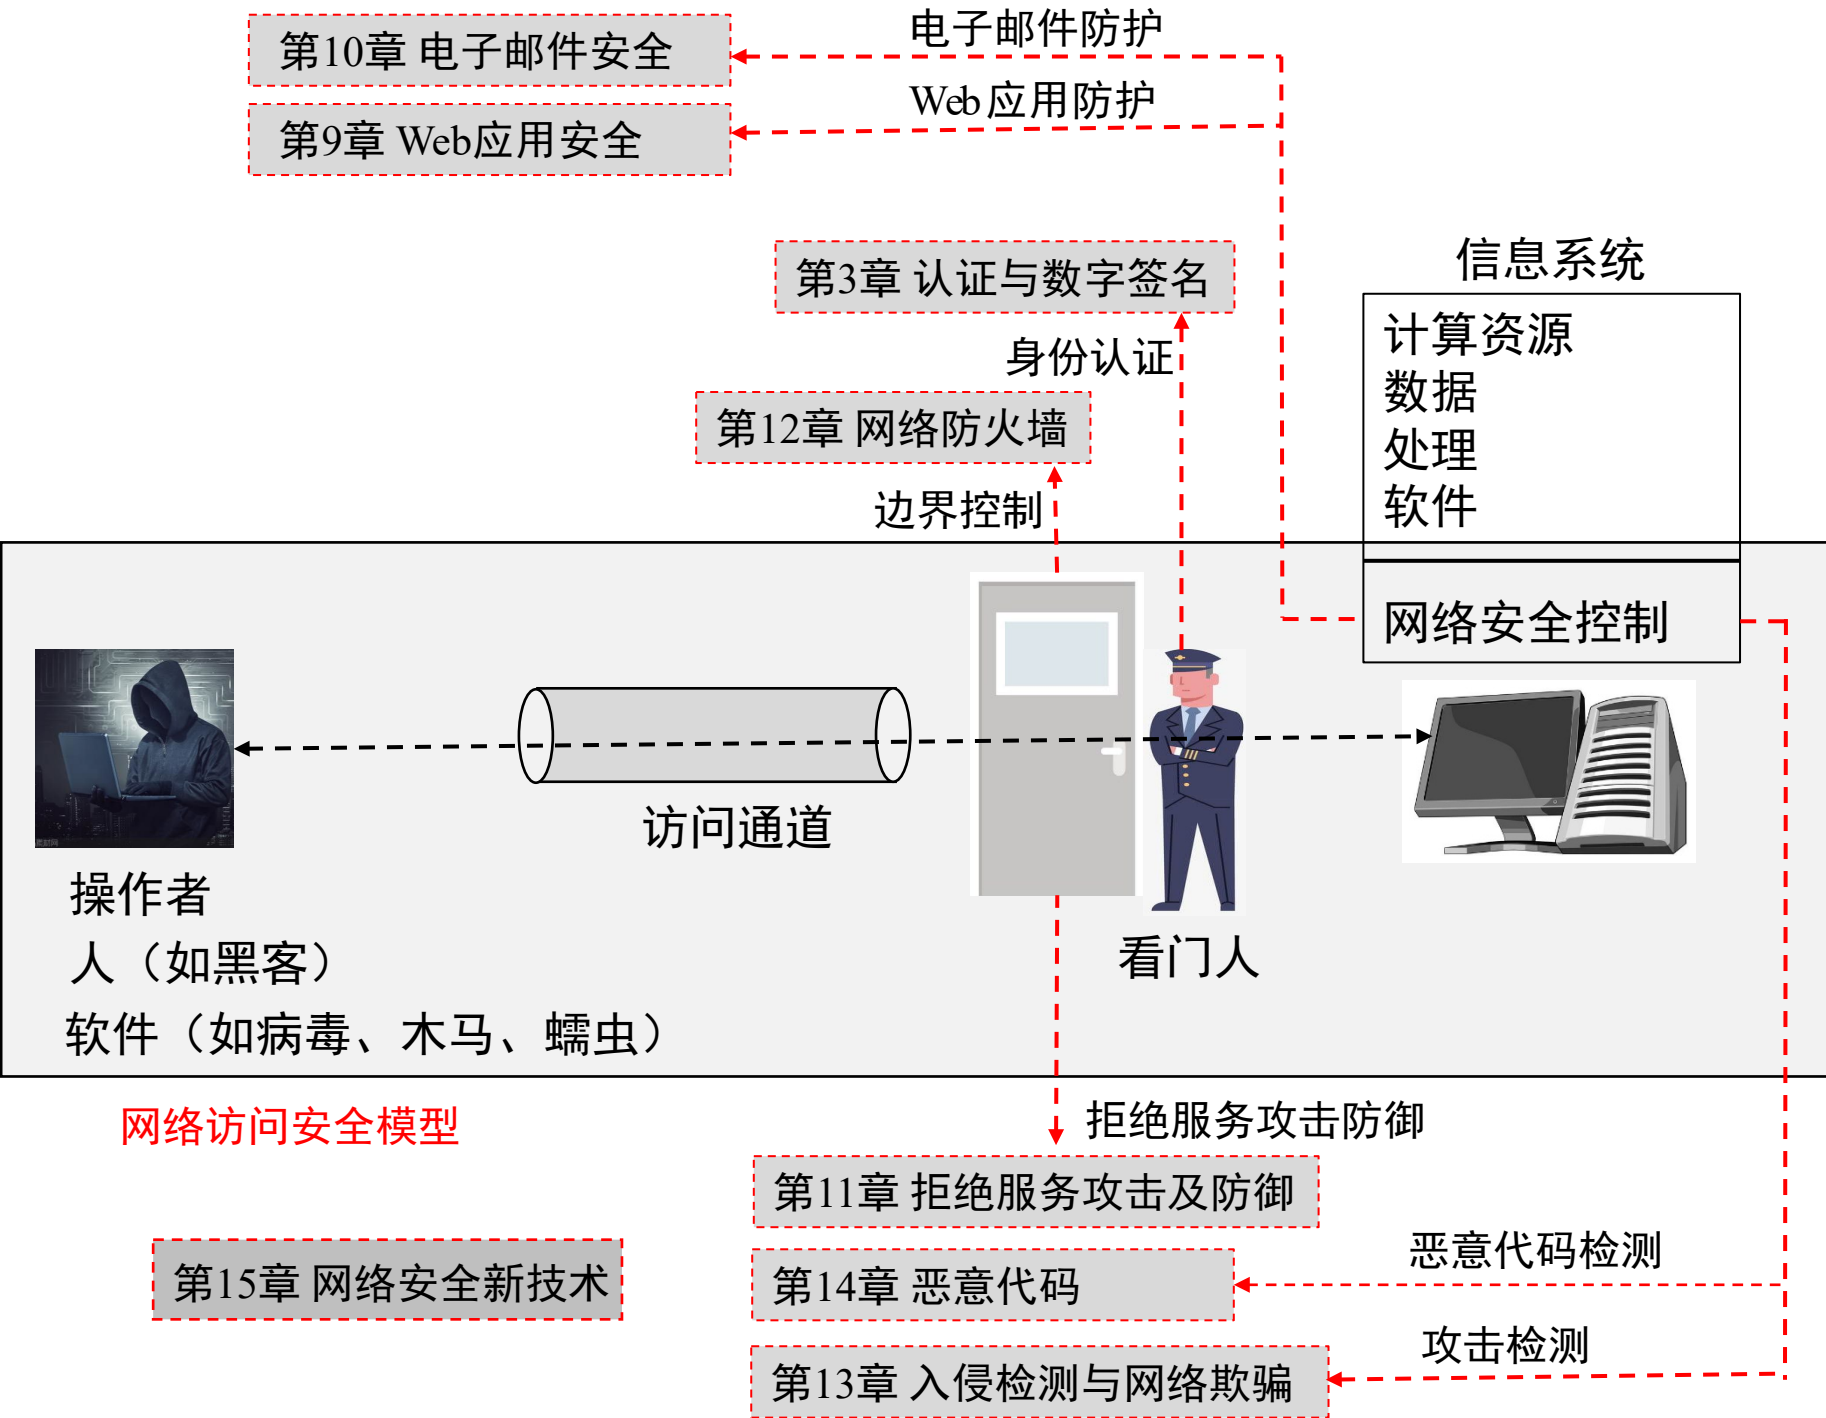 电子邮件防护
第10章 电子邮件安全
Web应用防护
第9章 Web应用安全
信息系统
第3章 认证与数字签名
计算资源
身份认证
数据
第12章 网络防火墙
处理
软件
边界控制
网络安全控制
访问通道
操作者
看门人
人（如黑客）
软件（如病毒、木马、蠕虫）
网络访问安全模型
拒绝服务攻击防御
第11章 拒绝服务攻击及防御
恶意代码检测
第15章 网络安全新技术
第14章 恶意代码
攻击检测
第13章 入侵检测与网络欺骗